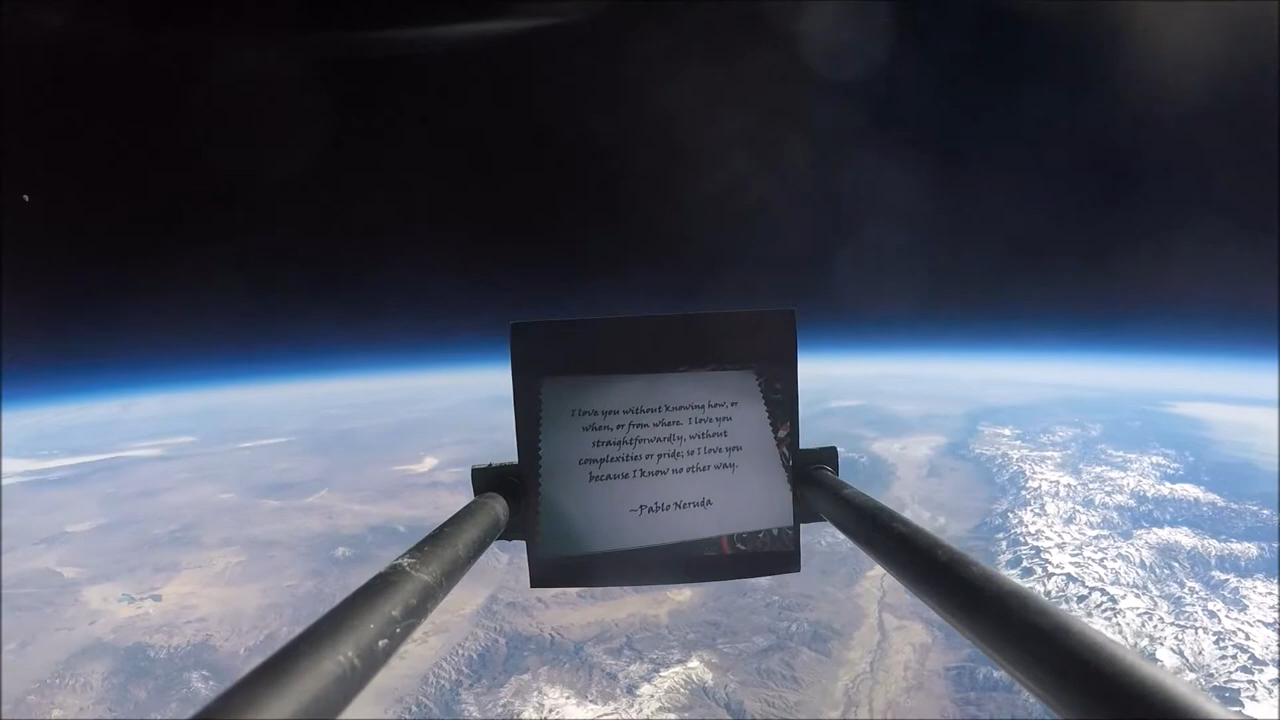 I love you without knowing how, or
when, or from where. I love you
straightforwardly, without
complexities or pride; so I love you
because I know no other way.
~Pablo Neruda